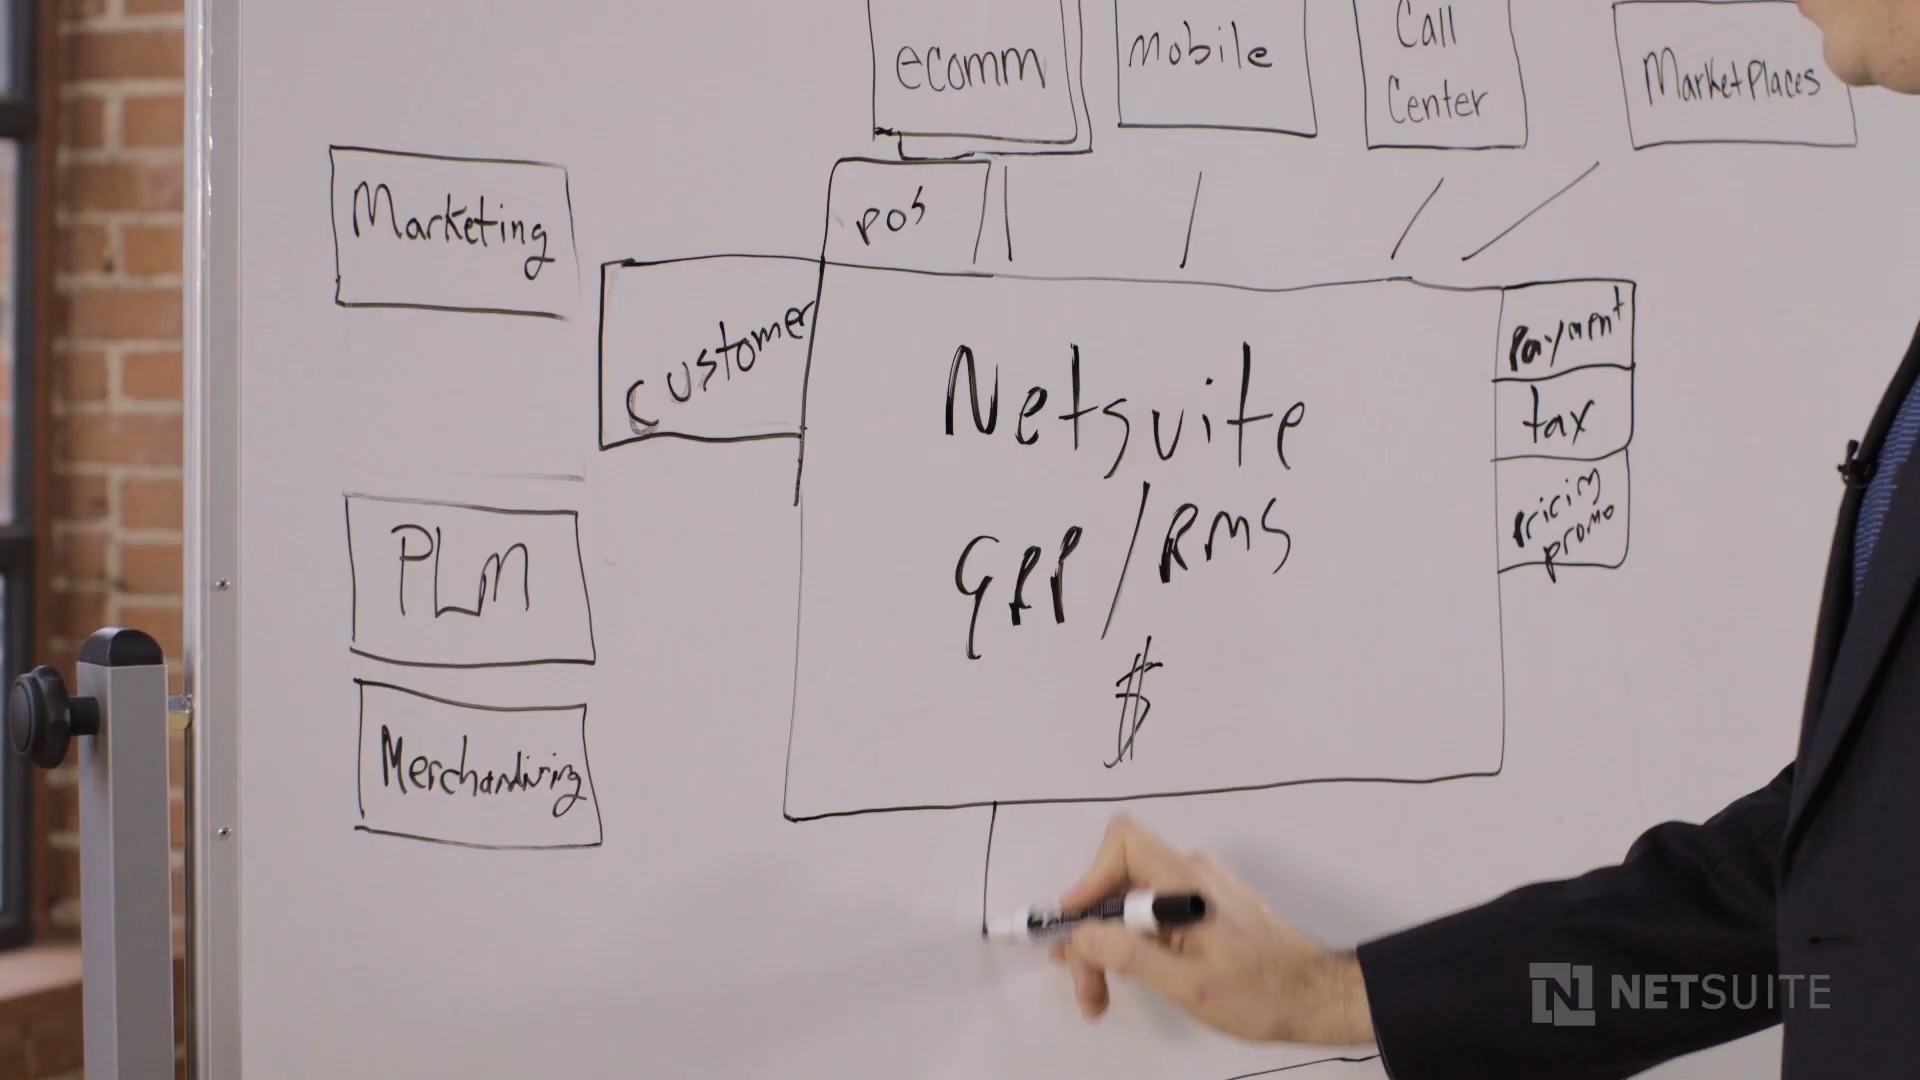 ecomm
Mobile
Call
Center
MarketPlaces
Marketing
POS
Customer
Payment
tax
Pricing
promo
Netsuite
ERP/RMS
$
PLM
Merchandising
NETSUITE